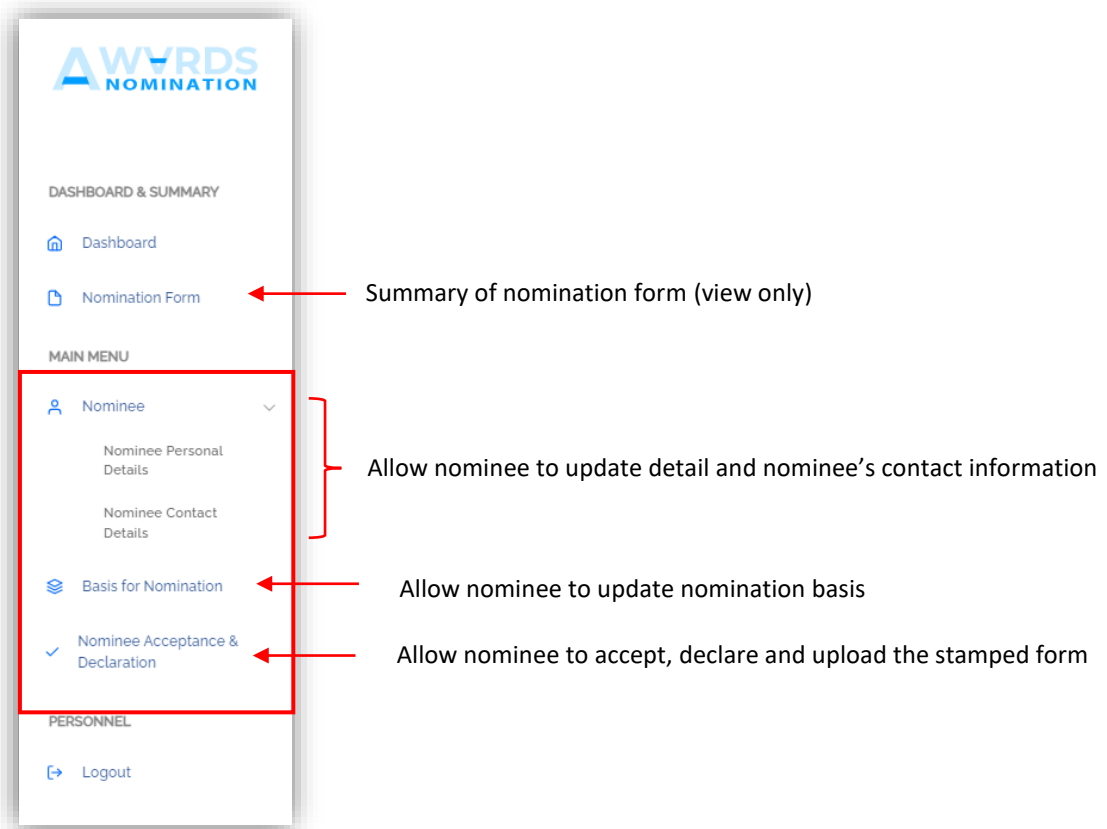 AWARDS
NOMINATION
DASHBOARD & SUMMARY
Dashboard
Nomination Form
Summary of nomination form (view only)
MAIN MENU
Nominee
Nominee Personal
Details
Allow nominee to update detail and nominee’s contact information
Nominee Contact
Details
Basis for Nomination
Allow nominee to update nomination basis
Nominee Acceptance &
Declaration
Allow nominee to accept, declare and upload the stamped form
PERSONNEL
Logout